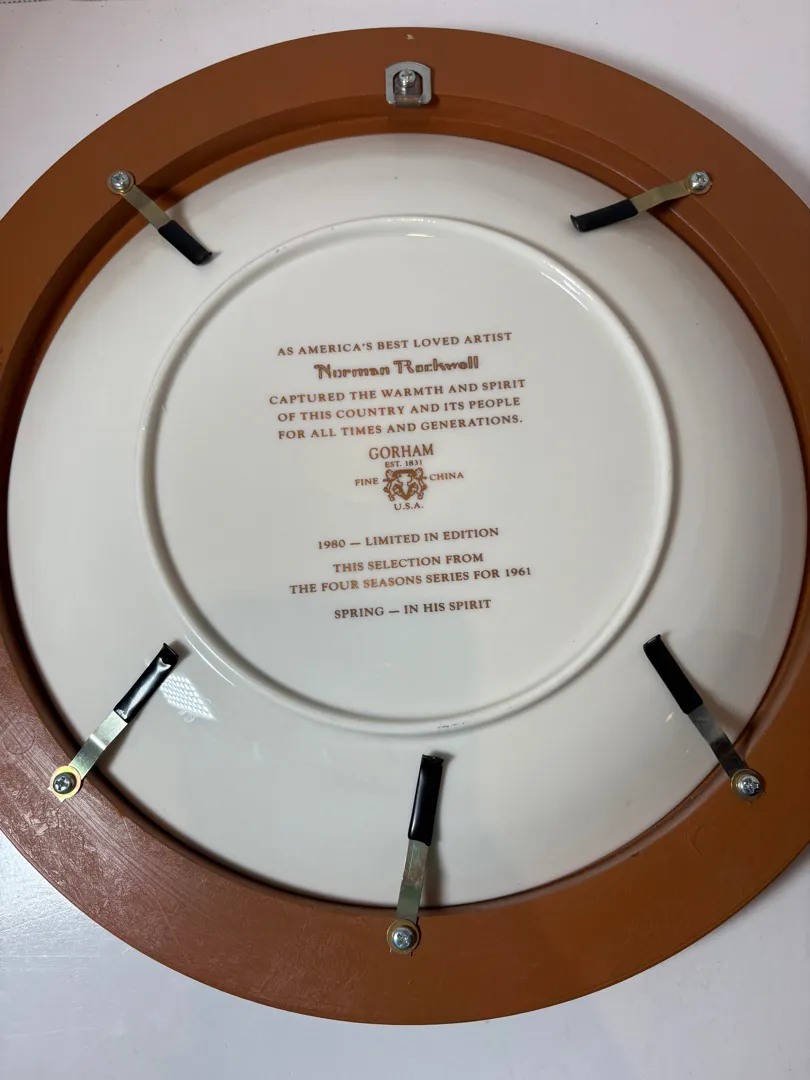 AS AMERICA'S BEST LOVED ARTIST
Norman Rockwell
CAPTURED THE WARMTH AND SPIRIT
OF THIS COUNTRY AND ITS PEOPLE
FOR ALL TIMES AND GENERATIONS.
GORHAM
EST. 1831
FINE CHINA
U.S.A.
1980 — LIMITED IN EDITION
THIS SELECTION FROM
THE FOUR SEASONS SERIES FOR 1961
SPRING — IN HIS SPIRIT